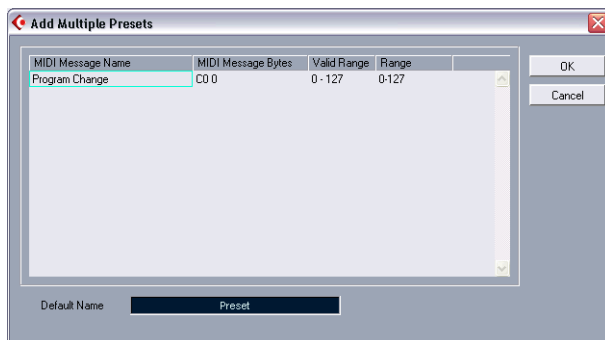 Add Multiple Presets
MIDI Message Name MIDI Message Bytes Valid Range Range
Program Change C0 0 0 - 127 0-127
OK
Cancel
Default Name Preset